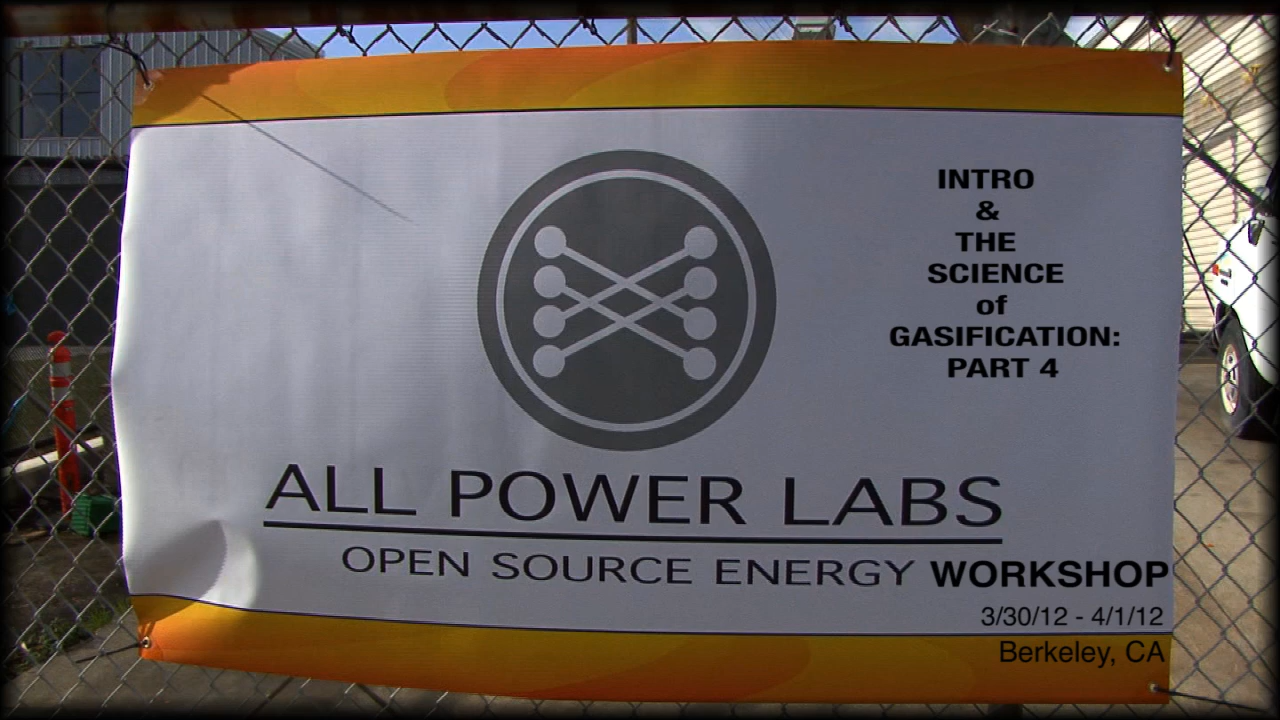 INTRO
&
THE
SCIENCE
of
GASIFICATION:
PART 4
ALL POWER LABS
OPEN SOURCE ENERGY WORKSHOP
3/30/12 - 4/1/12
Berkeley, CA